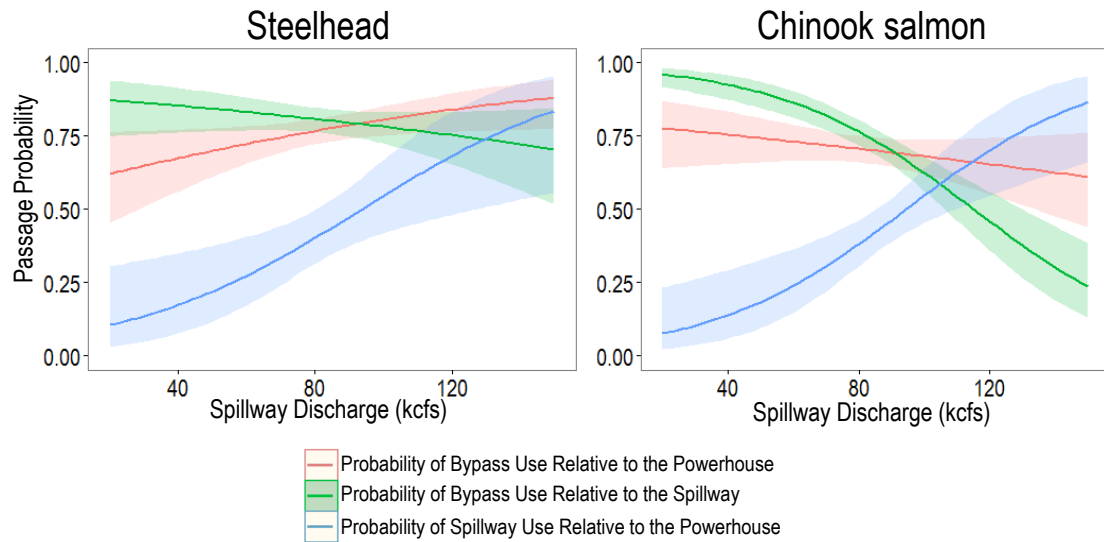 Steelhead
Chinook salmon
Passage Probability
1.00
0.75
0.50
0.25
0.00
40
80
120
Spillway Discharge (kcfs)
1.00
0.75
0.50
0.25
0.00
40
80
120
Spillway Discharge (kcfs)
Probability of Bypass Use Relative to the Powerhouse
Probability of Bypass Use Relative to the Spillway
Probability of Spillway Use Relative to the Powerhouse